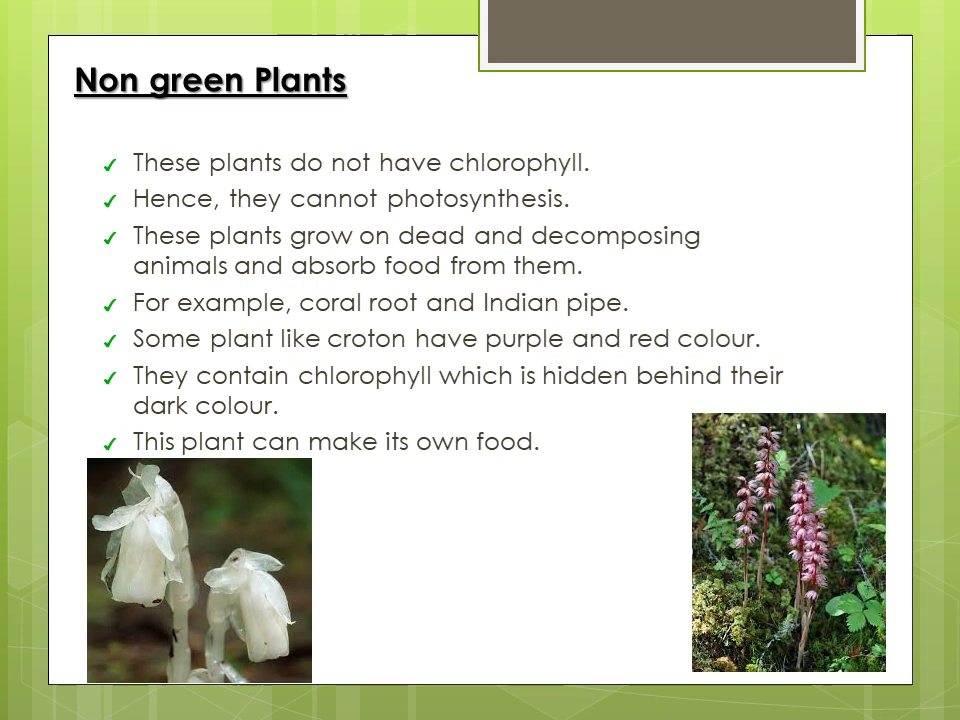 Non green Plants
✓ These plants do not have chlorophyll.
✓ Hence, they cannot photosynthesis.
✓ These plants grow on dead and decomposing
animals and absorb food from them.
✓ For example, coral root and Indian pipe.
✓ Some plant like croton have purple and red colour.
✓ They contain chlorophyll which is hidden behind their
dark colour.
✓ This plant can make its own food.